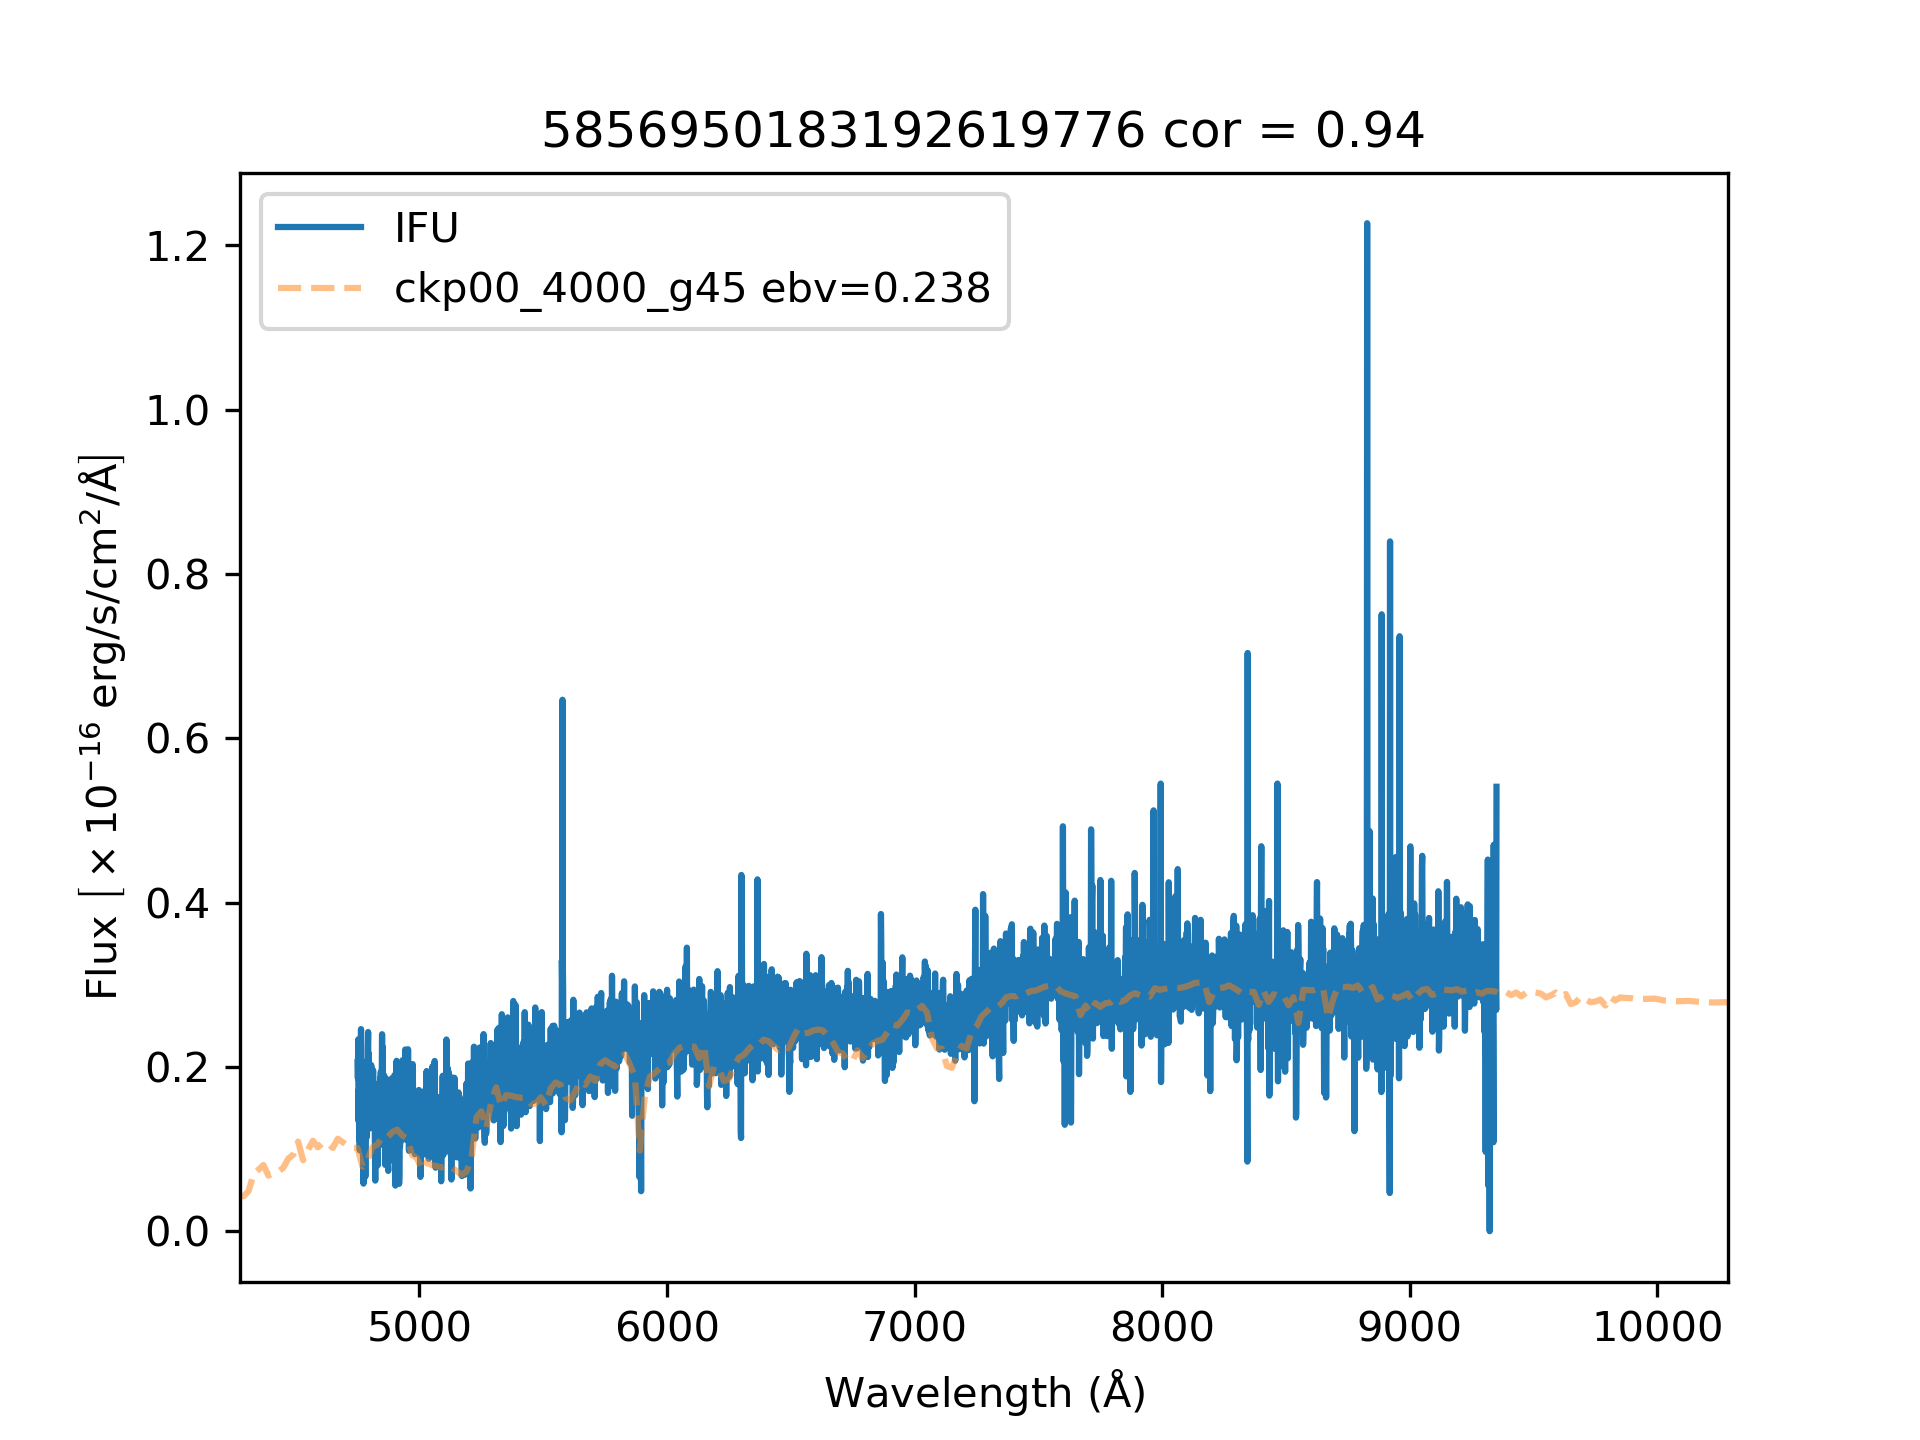 5856950183192619776 cor = 0.94
IFU
ckp00_4000_g45 ebv=0.238
1.2
1.0
0.8
0.6
0.4
0.2
0.0
Flux [×10⁻¹⁶ erg/s/cm²/Å]
5000 6000 7000 8000 9000 10000
Wavelength (Å)